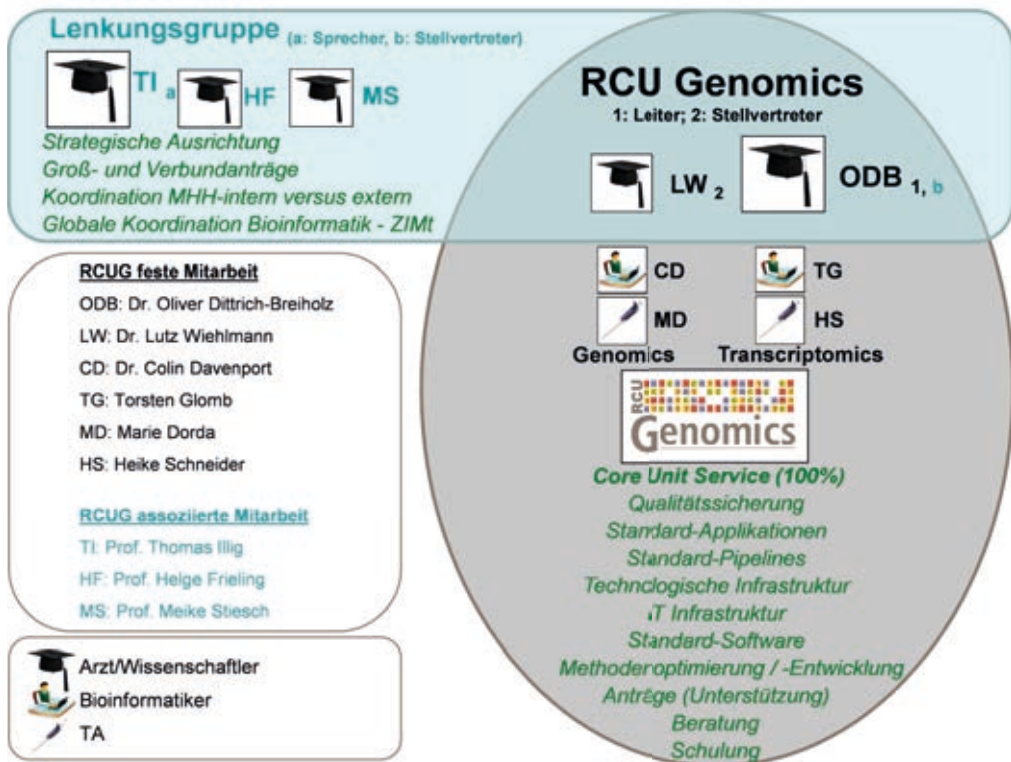 Lenkungsgruppe (a: Sprecher, b: Stellvertreter)
TI a HF MS
Strategische Ausrichtung
Groß- und Verbundanträge
Koordination MHH-intern versus extern
Globale Koordination Bioinformatik - ZIMt
RCU Genomics
1: Leiter; 2: Stellvertreter
LW 2 ODB 1, b
CD TG
MD HS
Genomics Transcriptomics
RCU
Genomics
Core Unit Service (100%)
Qualitätssicherung
Standard-Applikationen
Standard-Pipelines
Technologische Infrastruktur
IT Infrastruktur
Standard-Software
Methodenoptimierung / -Entwicklung
Anträge (Unterstützung)
Beratung
Schulung
RCUG feste Mitarbeit
ODB: Dr. Oliver Dittrich-Breiholz
LW: Dr. Lutz Wiehlmann
CD: Dr. Colin Davenport
TG: Torsten Glomb
MD: Marie Dorda
HS: Heike Schneider
RCUG assoziierte Mitarbeit
TI: Prof. Thomas Illig
HF: Prof. Helge Frieling
MS: Prof. Meike Stiesch
Arzt/Wissenschaftler
Bioinformatiker
TA